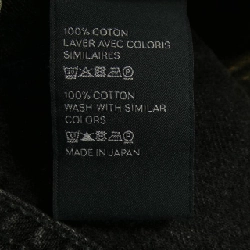 100% COTON
LAVER AVEC COLORIS
SIMILAIRES
100% COTTON
WASH WITH SIMILAR
COLORS
MADE IN JAPAN